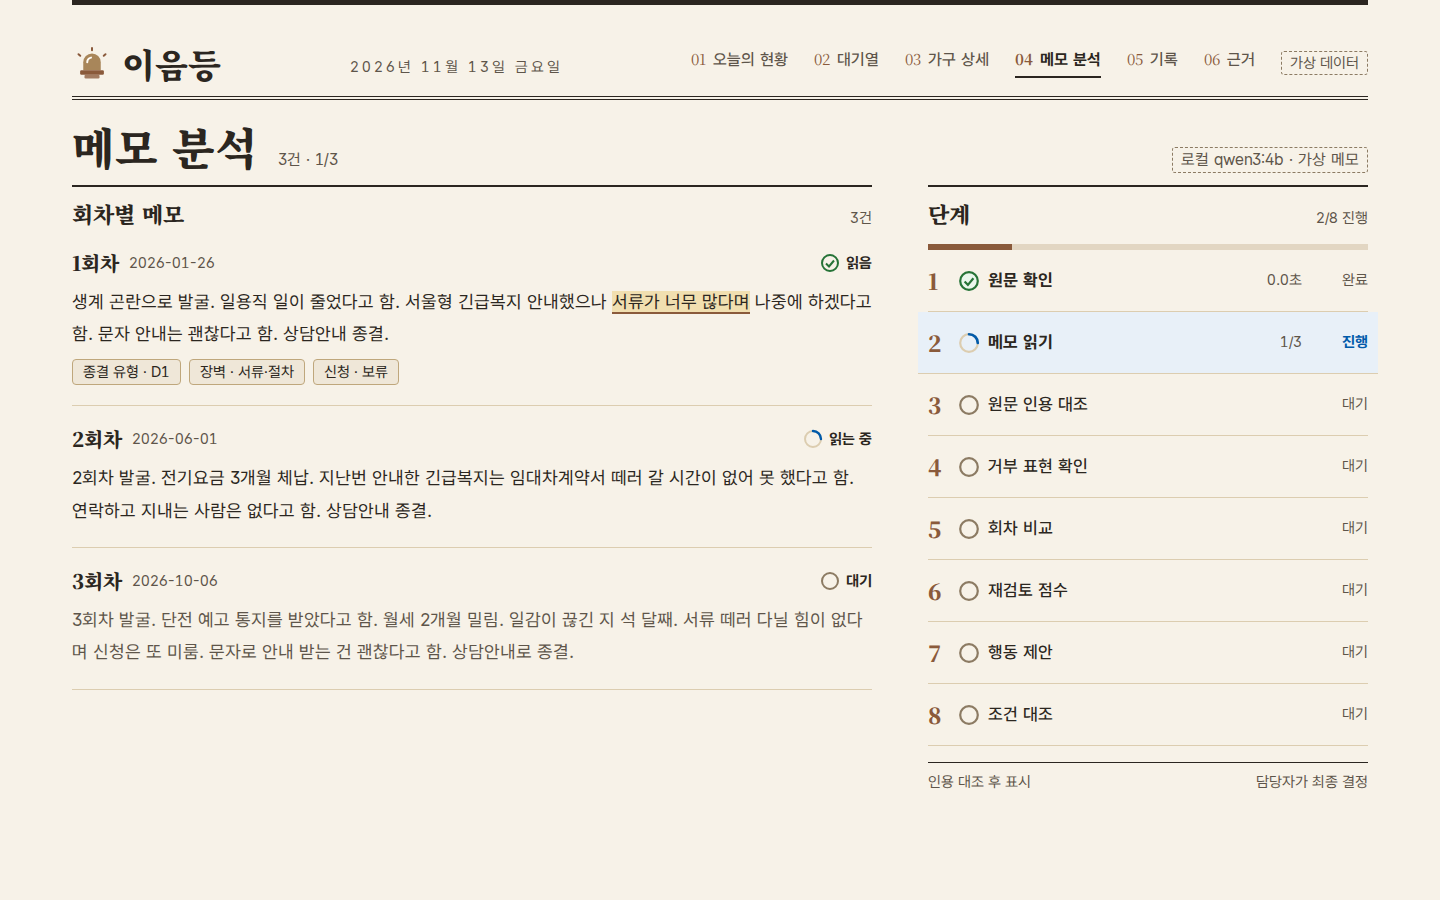 이음등
2026년 11월 13일 금요일
01 오늘의 현황
02 대기열
03 가구 상세
04 메모 분석
05 기록
06 근거
가상 데이터
메모 분석
3건 · 1/3
로컬 qwen3:4b · 가상 메모
회차별 메모
3건
1회차 2026-01-26
읽음
생계 곤란으로 발굴. 일용직 일이 줄었다고 함. 서울형 긴급복지 안내했으나 서류가 너무 많다며 나중에 하겠다고
함. 문자 안내는 괜찮다고 함. 상담안내 종결.
종결 유형 · D1
장벽 · 서류·절차
신청 · 보류
2회차 2026-06-01
읽는 중
2회차 발굴. 전기요금 3개월 체납. 지난번 안내한 긴급복지는 임대차계약서 떼러 갈 시간이 없어 못 했다고 함.
연락하고 지내는 사람은 없다고 함. 상담안내 종결.
3회차 2026-10-06
대기
3회차 발굴. 단전 예고 통지를 받았다고 함. 월세 2개월 밀림. 일감이 끊긴 지 석 달째. 서류 떼러 다닐 힘이 없다
며 신청은 또 미룸. 문자로 안내 받는 건 괜찮다고 함. 상담안내로 종결.
단계
2/8 진행
1 원문 확인 0.0초 완료
2 메모 읽기 1/3 진행
3 원문 인용 대조 대기
4 거부 표현 확인 대기
5 회차 비교 대기
6 재검토 점수 대기
7 행동 제안 대기
8 조건 대조 대기
인용 대조 후 표시
담당자가 최종 결정